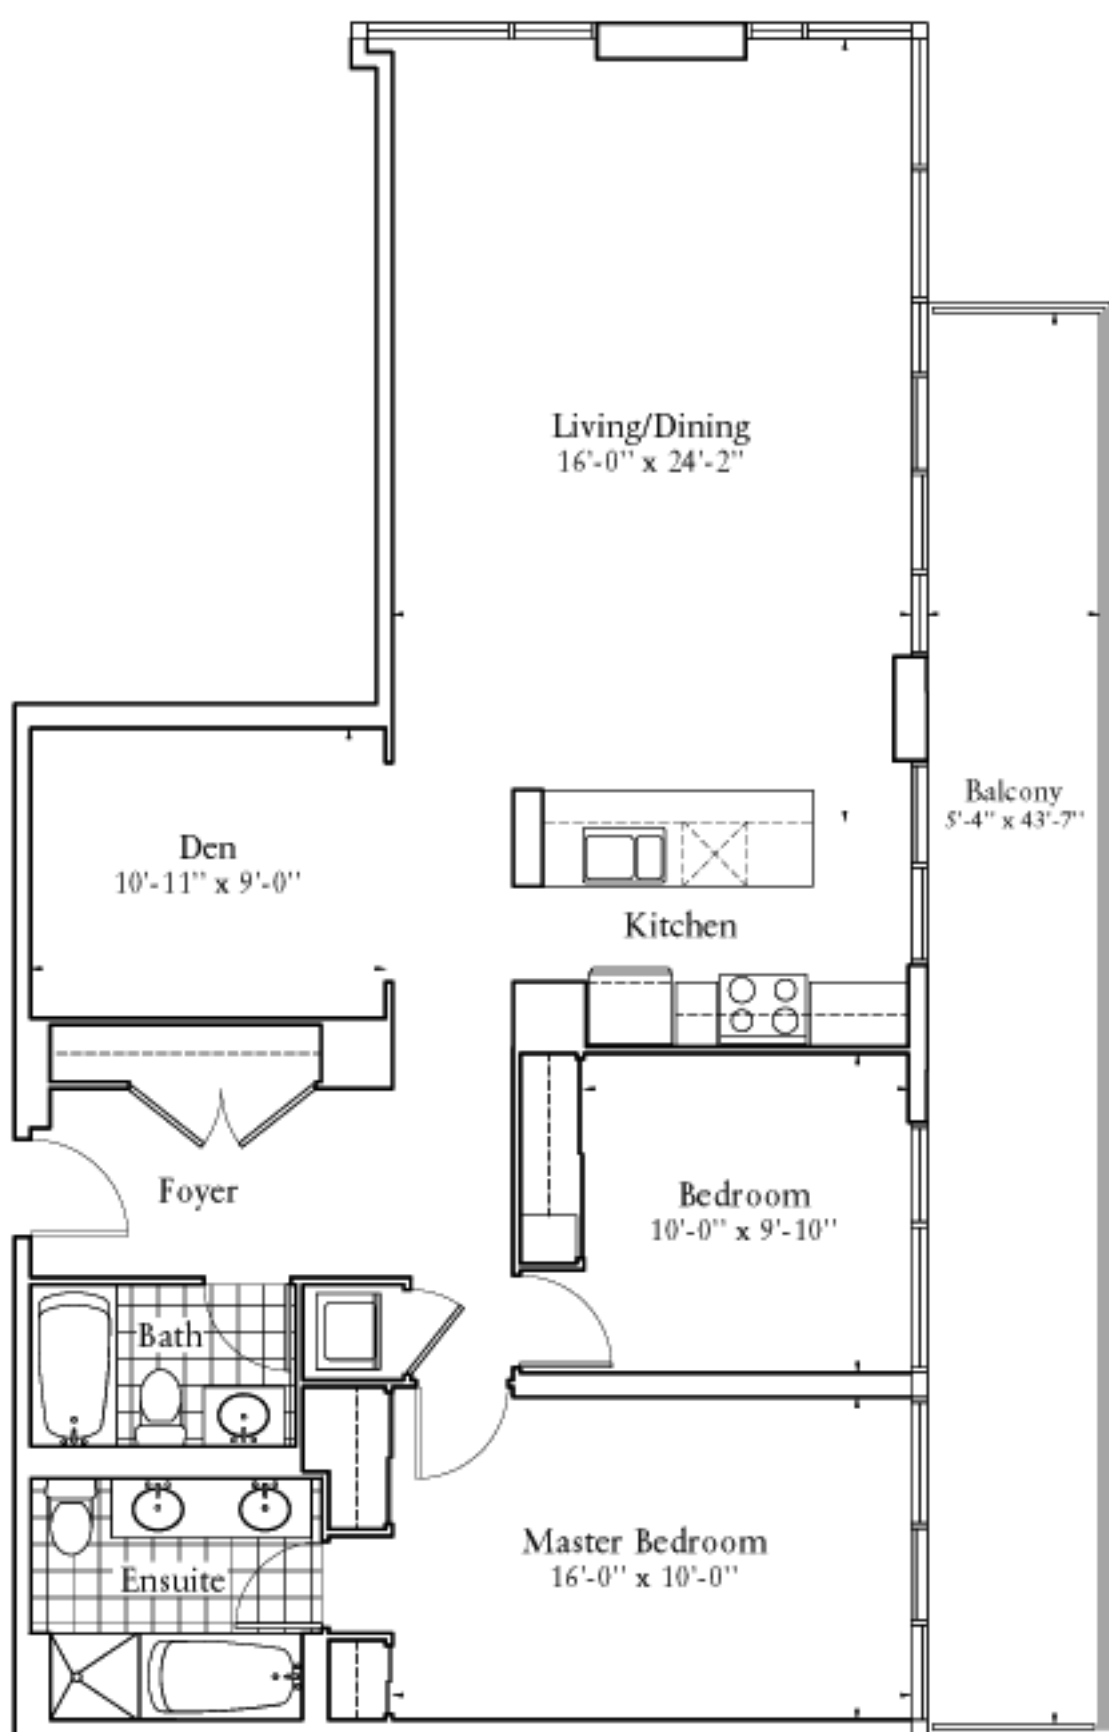 Living/Dining
16'-0" x 24'-2"
Balcony
5'-4" x 43'-7"
Den
10'-11" x 9'-0"
Kitchen
Foyer
Bedroom
10'-0" x 9'-10"
Bath
Master Bedroom
16'-0" x 10'-0"
Ensuite